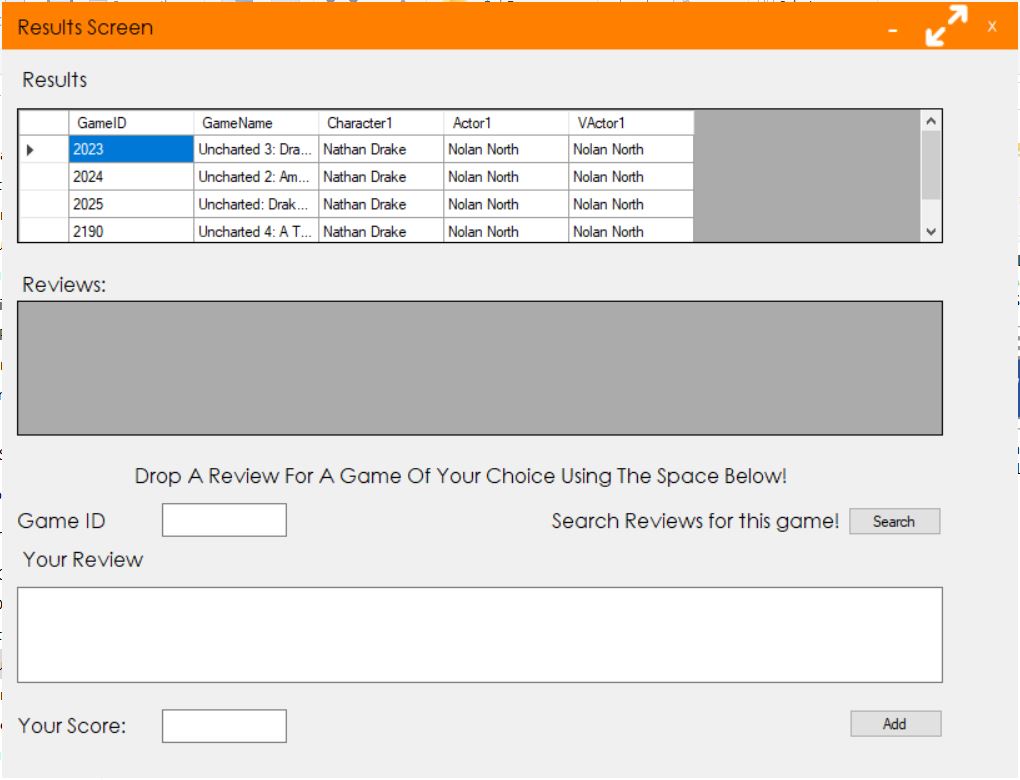 Results Screen
x
Results
GameID GameName Character1 Actor1 VActor1
2023 Uncharted 3: Dra... Nathan Drake Nolan North Nolan North
2024 Uncharted 2: Am... Nathan Drake Nolan North Nolan North
2025 Uncharted: Drak... Nathan Drake Nolan North Nolan North
2190 Uncharted 4: A T... Nathan Drake Nolan North Nolan North
Reviews:
Drop A Review For A Game Of Your Choice Using The Space Below!
Game ID Search Reviews for this game! Search
Your Review
Your Score: Add